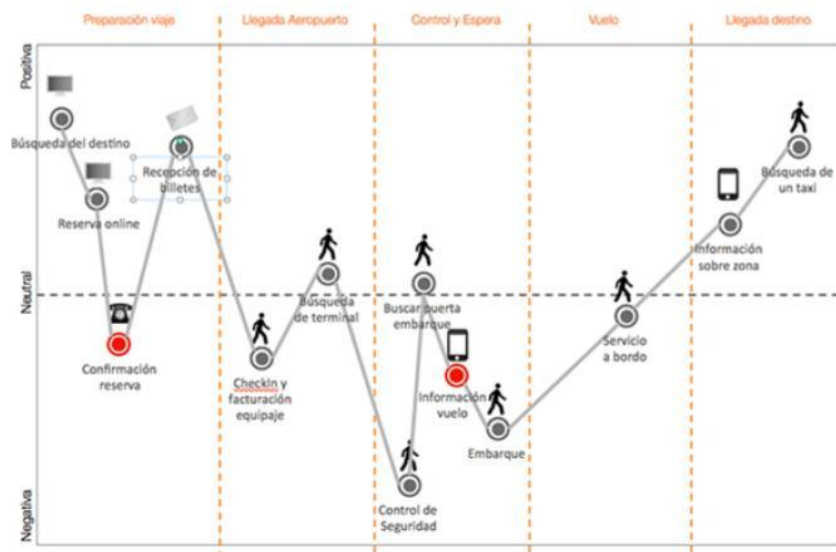 Preparación viaje
Llegada Aeropuerto
Control y Espera
Vuelo
Llegada destino
Positiva
Neutral
Negativa
Búsqueda del destino
Reserva online
Confirmación
reserva
Recepción de
billetes
CheckIn y
facturación
equipaje
Búsqueda
de terminal
Control de
Seguridad
Buscar puerta
embarque
Información
vuelo
Embarque
Servicio
a bordo
Información
sobre zona
Búsqueda de
un taxi